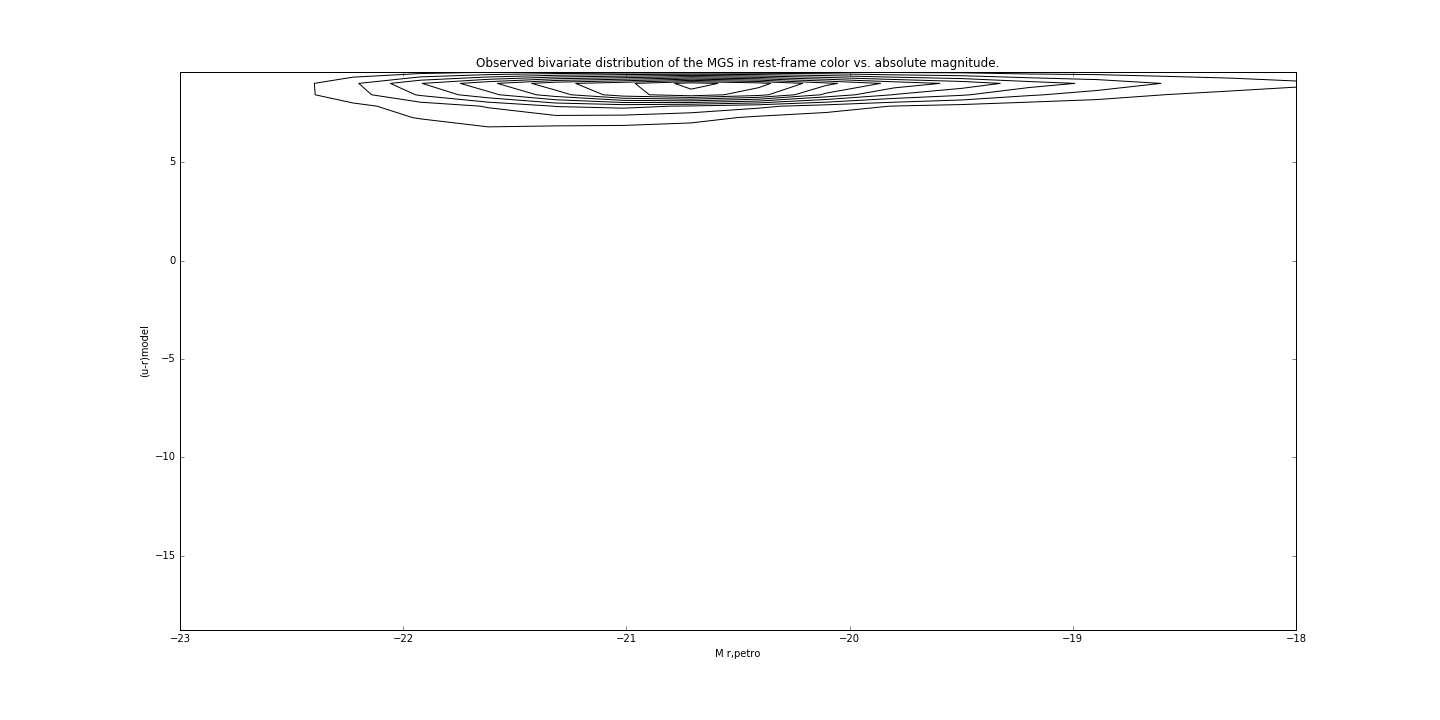 Observed bivariate distribution of the MGS in rest-frame color vs. absolute magnitude.
5
0
−5
−10
−15
(u-r)model
−23 −22 −21 −20 −19 −18
M r,petro